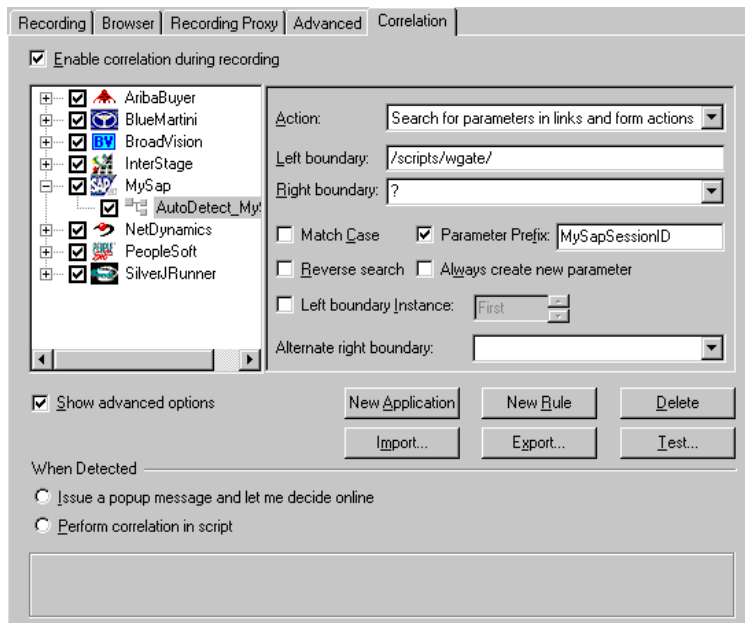 Recording Browser Recording Proxy Advanced Correlation
Enable correlation during recording
AribaBuyer
BV BlueMartini
BroadVision
InterStage
SAP MySap
AutoDetect_My
NetDynamics
PeopleSoft
SilverJRunner
Action: Search for parameters in links and form actions
Left boundary: /scripts/wgate/
Right boundary: ?
Match Case Parameter Prefix: MySapSessionID
Reverse search Always create new parameter
Left boundary Instance: First
Alternate right boundary:
Show advanced options
New Application New Rule Delete
Import... Export... Test...
When Detected
Issue a popup message and let me decide online
Perform correlation in script